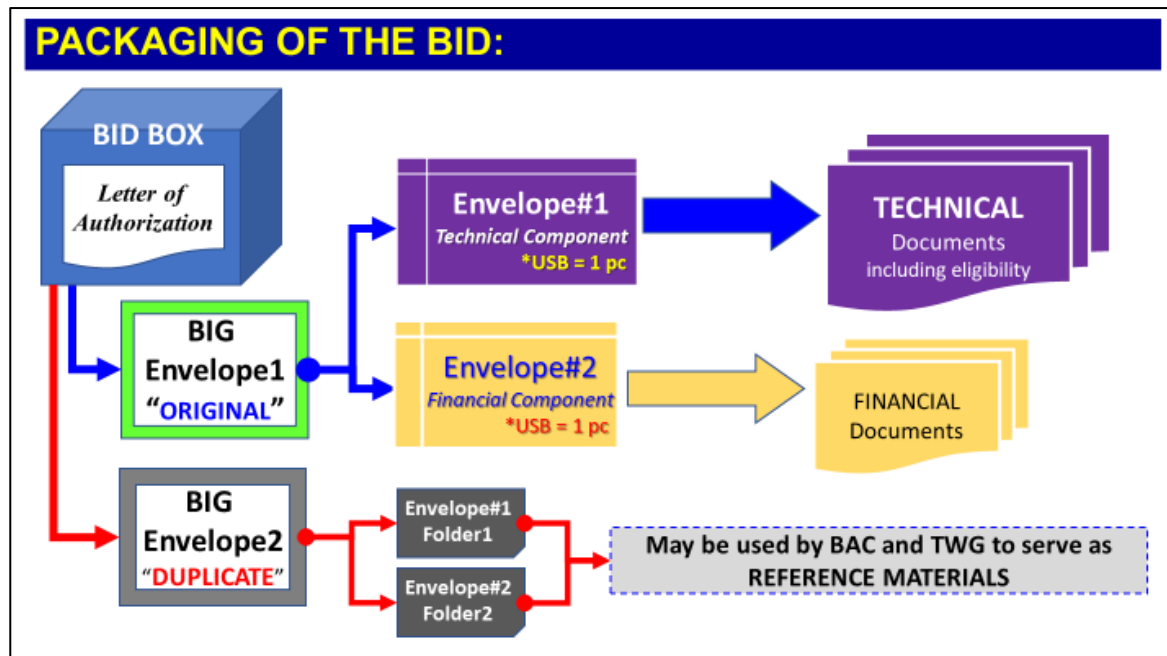 PACKAGING OF THE BID:
BID BOX
Letter of
Authorization
Envelope#1
Technical Component
*USB = 1 pc
TECHNICAL
Documents
including eligibility
BIG
Envelope1
“ORIGINAL”
Envelope#2
Financial Component
*USB = 1 pc
FINANCIAL
Documents
BIG
Envelope2
“DUPLICATE”
Envelope#1
Folder1
Envelope#2
Folder2
May be used by BAC and TWG to serve as
REFERENCE MATERIALS